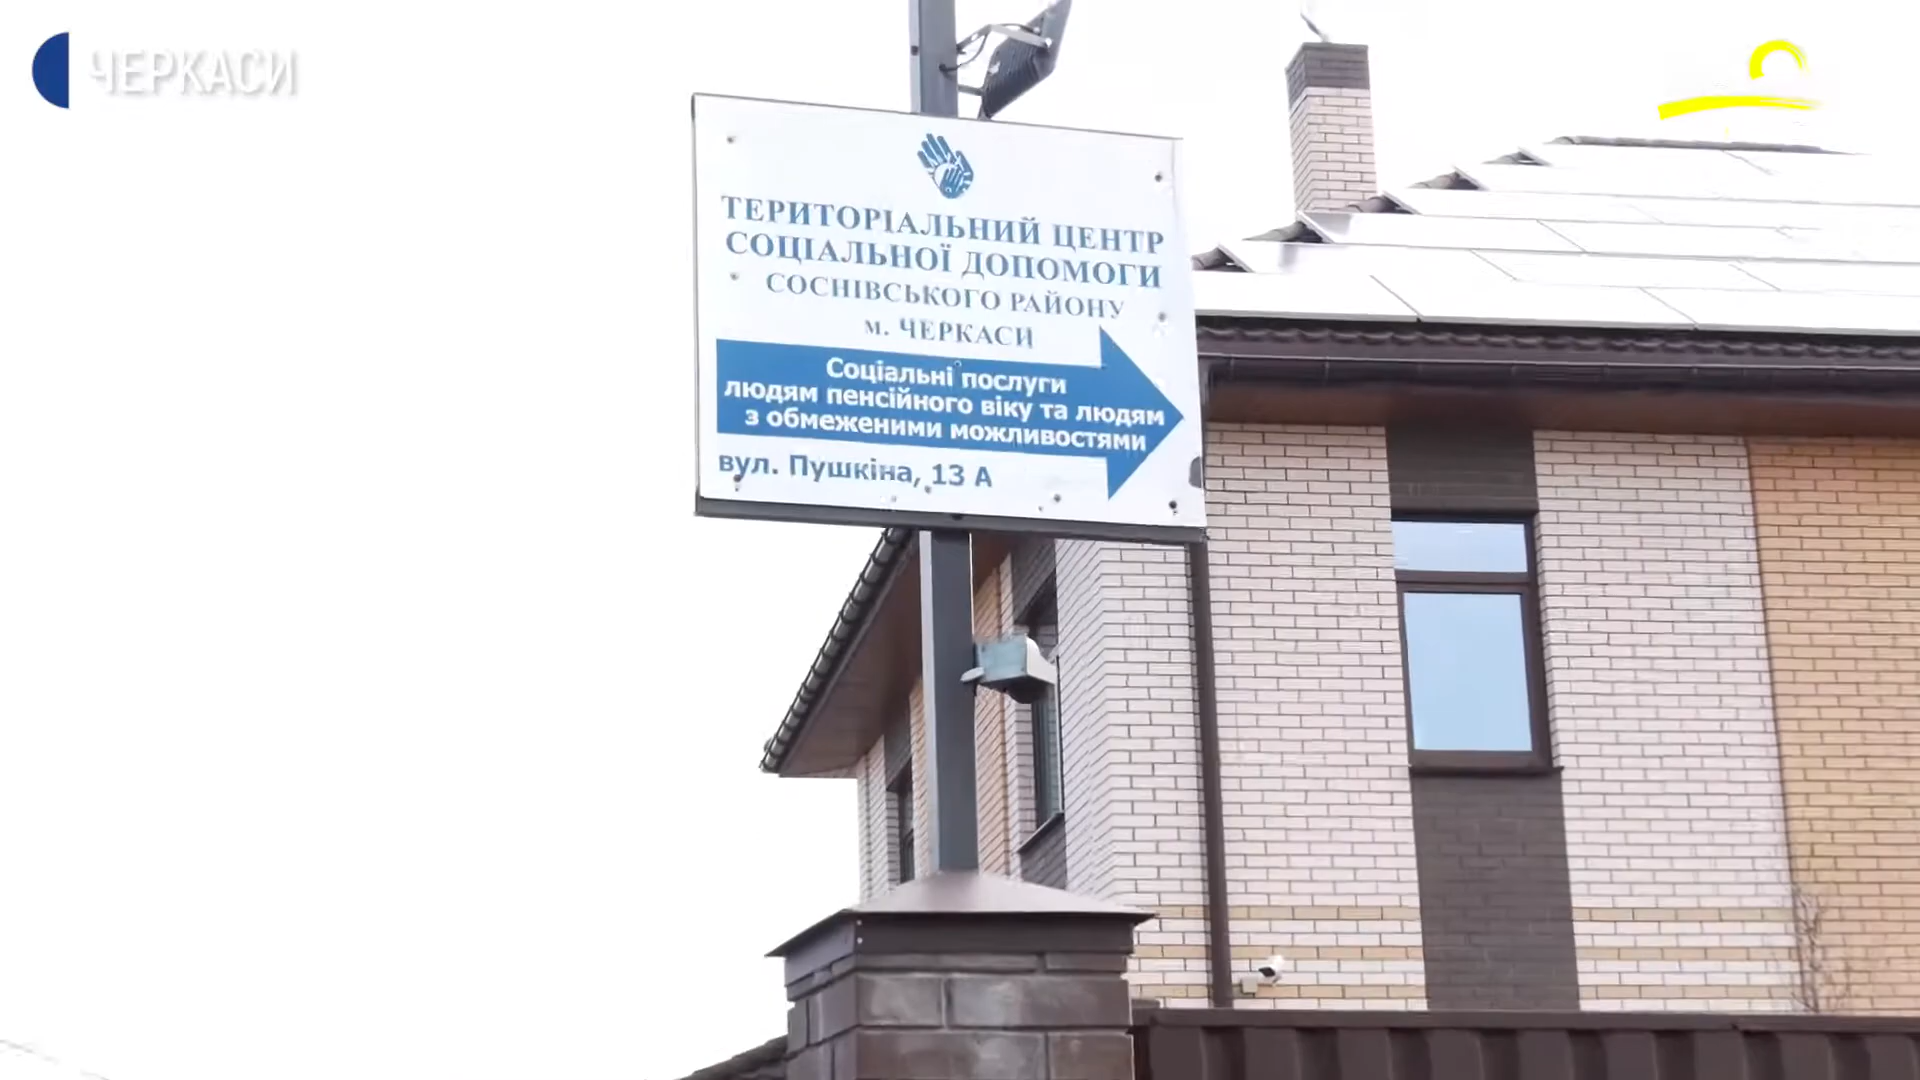 ЧЕРКАСИ
ТЕРИТОРІАЛЬНИЙ ЦЕНТР
СОЦІАЛЬНОЇ ДОПОМОГИ
СОСНІВСЬКОГО РАЙОНУ
м. ЧЕРКАСИ
Соціальні послуги
людям пенсійного віку та людям
з обмеженими можливостями
вул. Пушкіна, 13 А